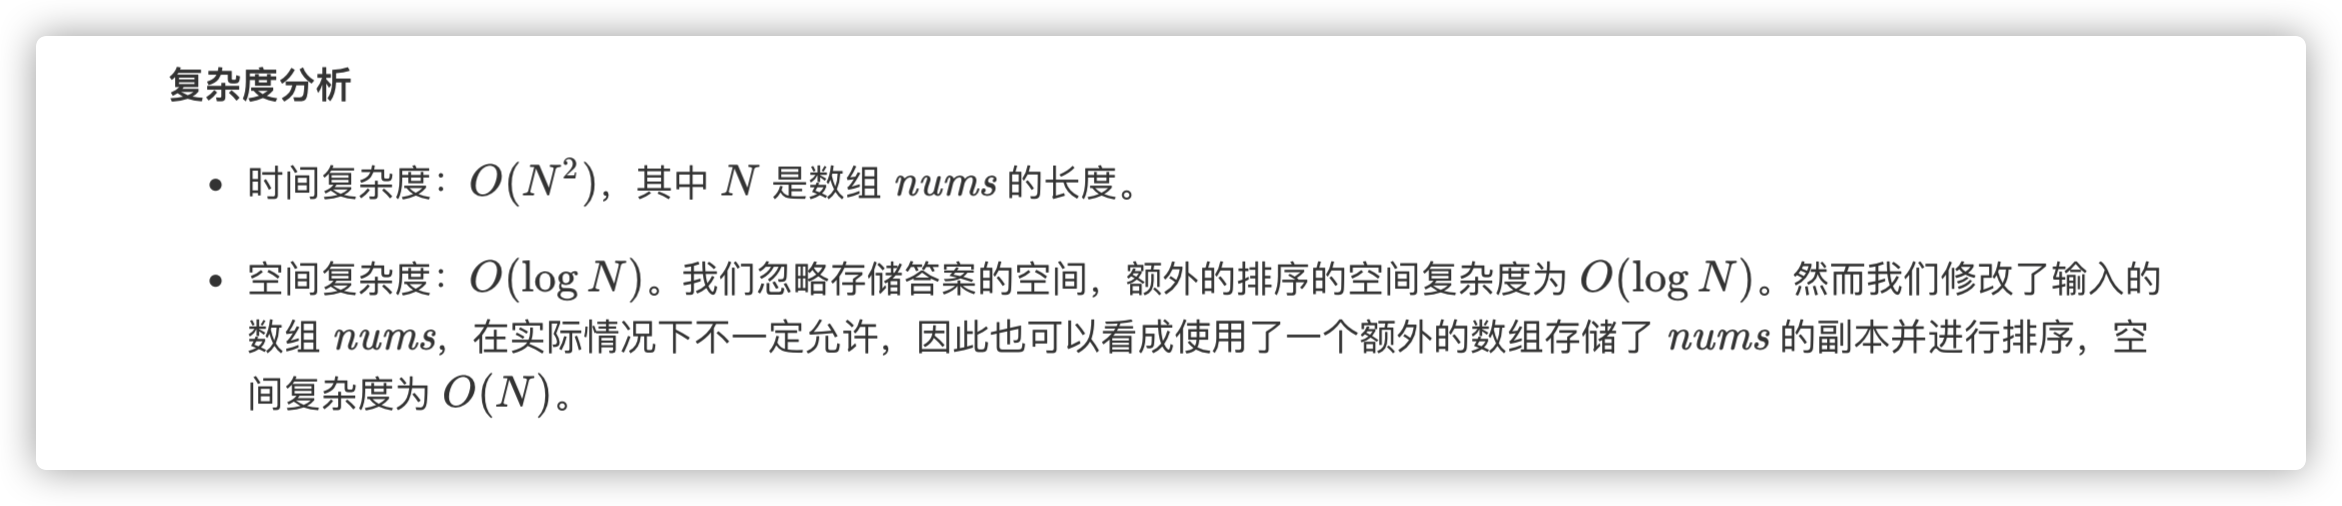 复杂度分析
• 时间复杂度：O(N²)，其中 N 是数组 nums 的长度。
• 空间复杂度：O(log N)。我们忽略存储答案的空间，额外的排序的空间复杂度为 O(log N)。然而我们修改了输入的
数组 nums，在实际情况下不一定允许，因此也可以看成使用了一个额外的数组存储了 nums 的副本并进行排序，空
间复杂度为 O(N)。